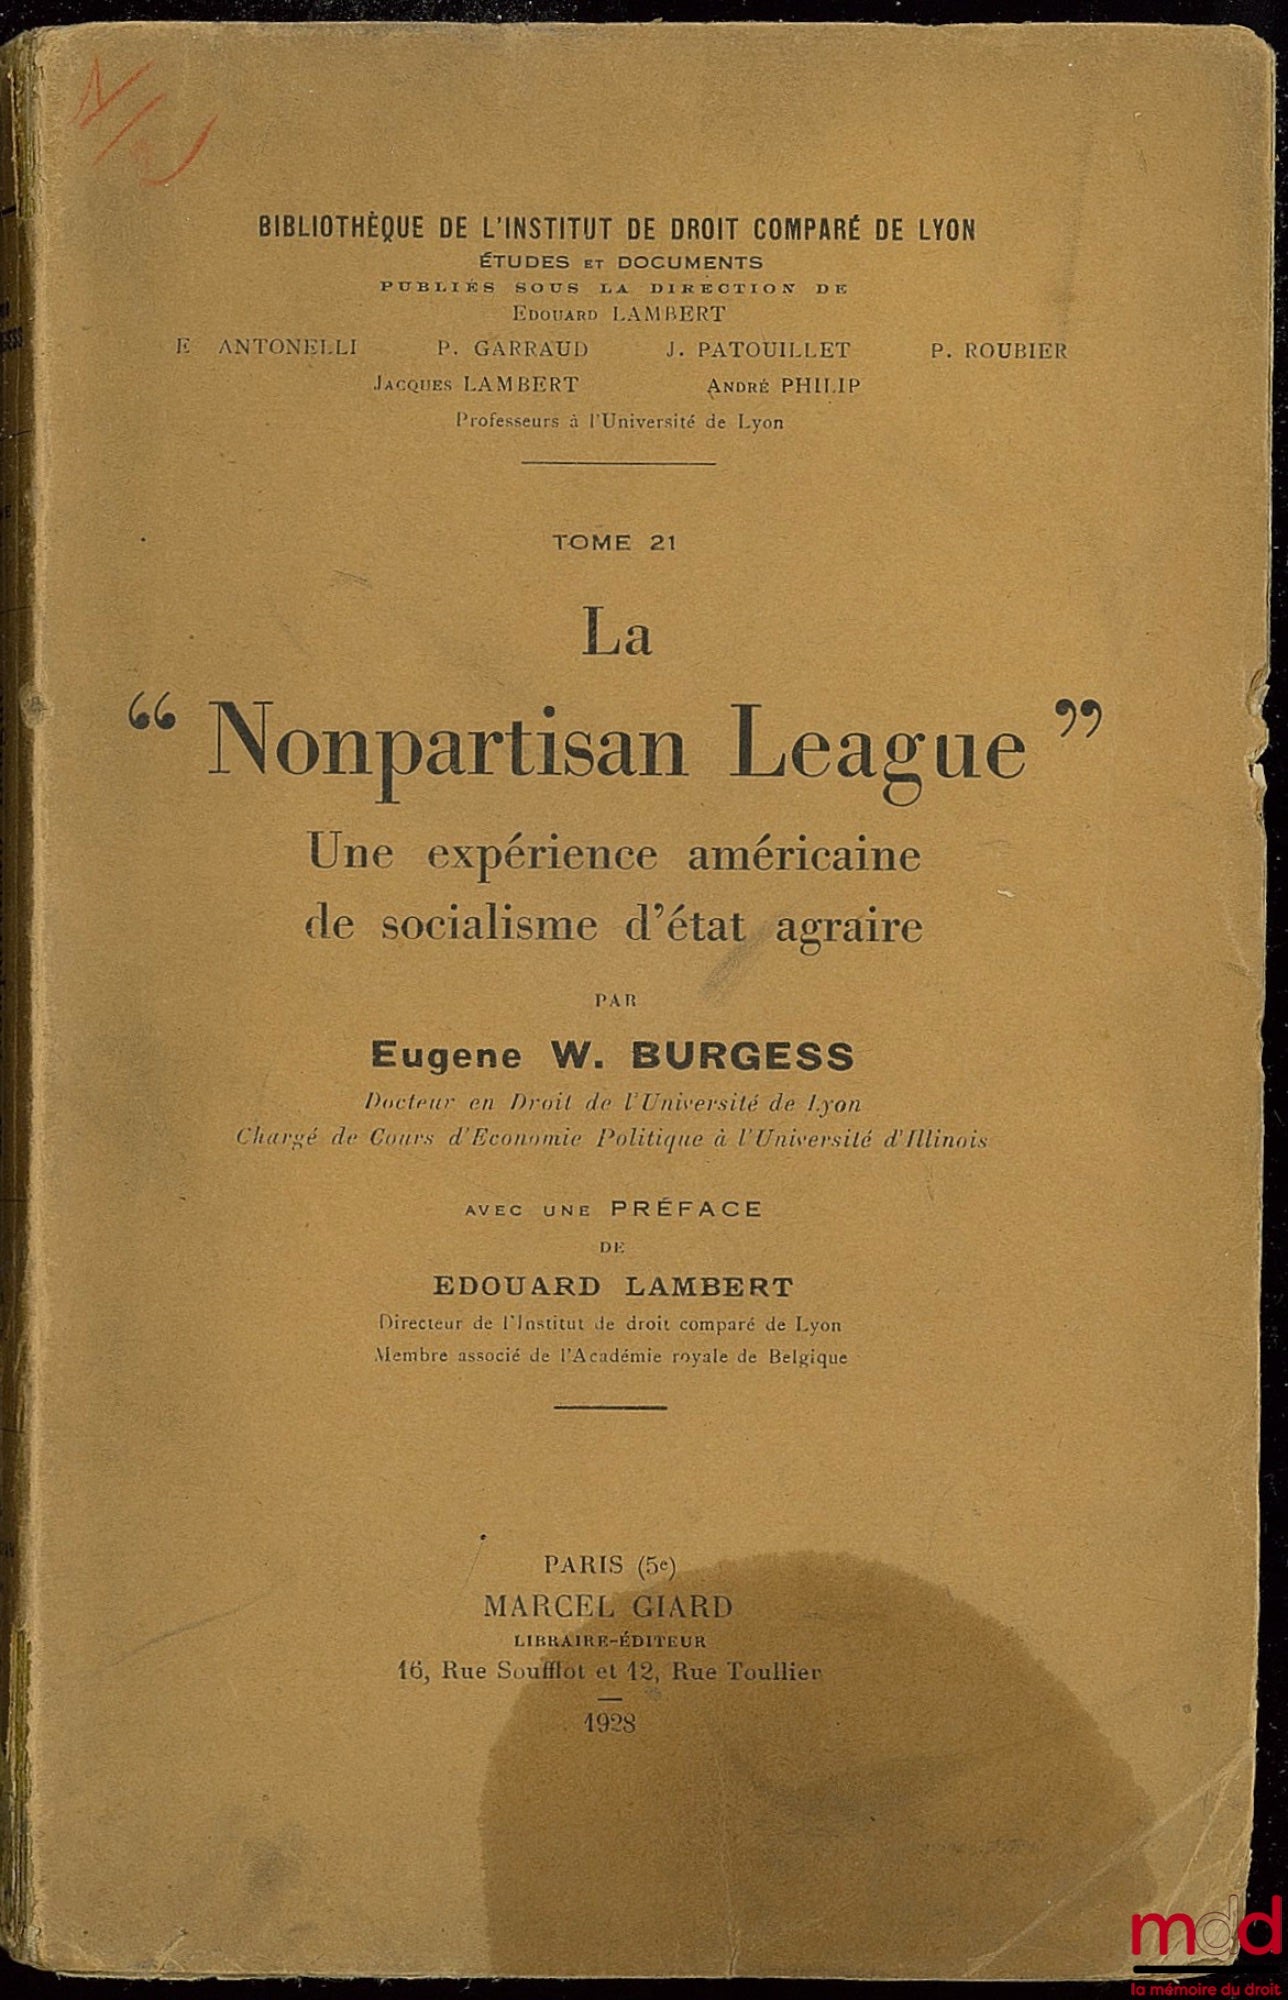 BIBLIOTHÈQUE DE L'INSTITUT DE DROIT COMPARÉ DE LYON
ÉTUDES ET DOCUMENTS
PUBLIÉS SOUS LA DIRECTION DE
EDOUARD LAMBERT
E ANTONELLI P. GARRAUD J. PATOUILLET P. ROUBIER
JACQUES LAMBERT ANDRÉ PHILIP
Professeurs à l'Université de Lyon
TOME 21
La
“ Nonpartisan League ”
Une expérience américaine
de socialisme d'état agraire
PAR
Eugene W. BURGESS
Docteur en Droit de l'Université de Lyon
Chargé de Cours d'Economie Politique à l'Université d'Illinois
AVEC UNE PRÉFACE
DE
EDOUARD LAMBERT
Directeur de l'Institut de droit comparé de Lyon
Membre associé de l'Académie royale de Belgique
PARIS (5e)
MARCEL GIARD
LIBRAIRE-ÉDITEUR
16, Rue Soufflot et 12, Rue Toullier
1928
mdd
la mémoire du droit